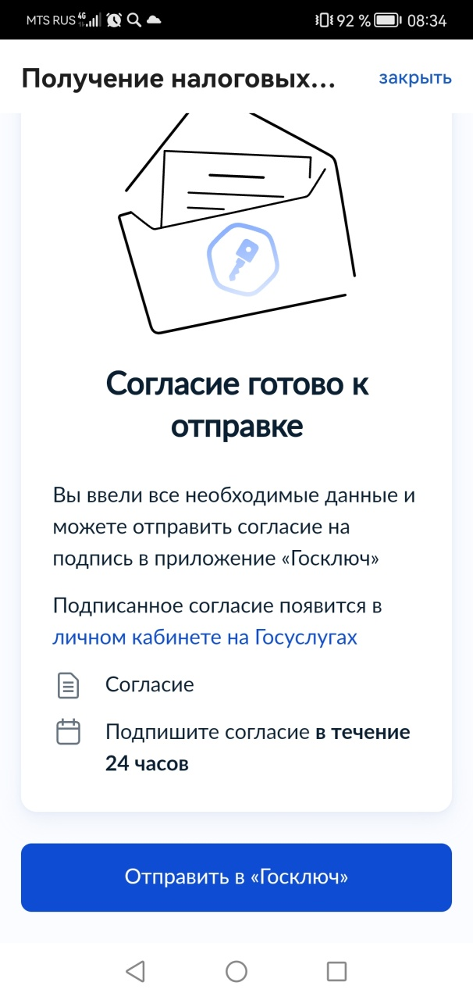 MTS RUS 4G 92 % 08:34
Получение налоговых... закрыть
Согласие готово к
отправке
Вы ввели все необходимые данные и
можете отправить согласие на
подпись в приложение «Госключ»
Подписанное согласие появится в
личном кабинете на Госуслугах
Согласие
Подпишите согласие в течение
24 часов
Отправить в «Госключ»